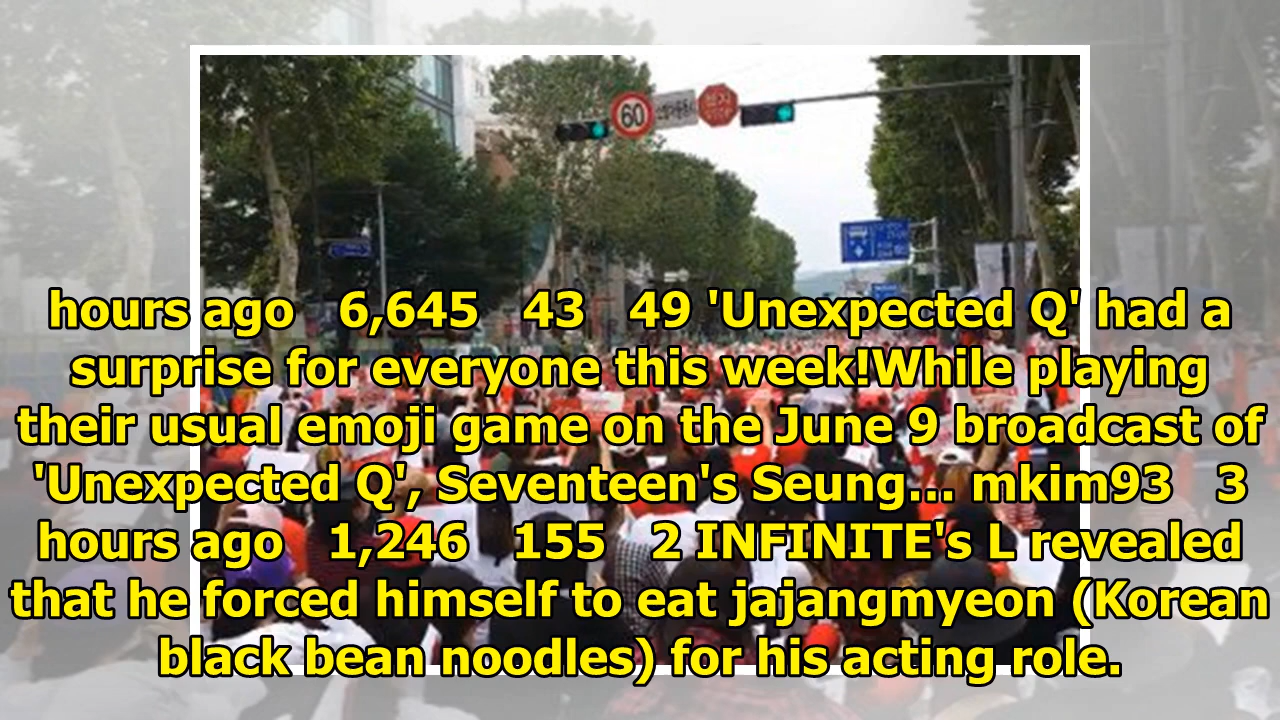 60
hours ago 6,645 43 49 'Unexpected Q' had a
surprise for everyone this week!While playing
their usual emoji game on the June 9 broadcast of
'Unexpected Q', Seventeen's Seung... mkim93 3
hours ago 1,246 155 2 INFINITE's L revealed
that he forced himself to eat jajangmyeon (Korean
black bean noodles) for his acting role.